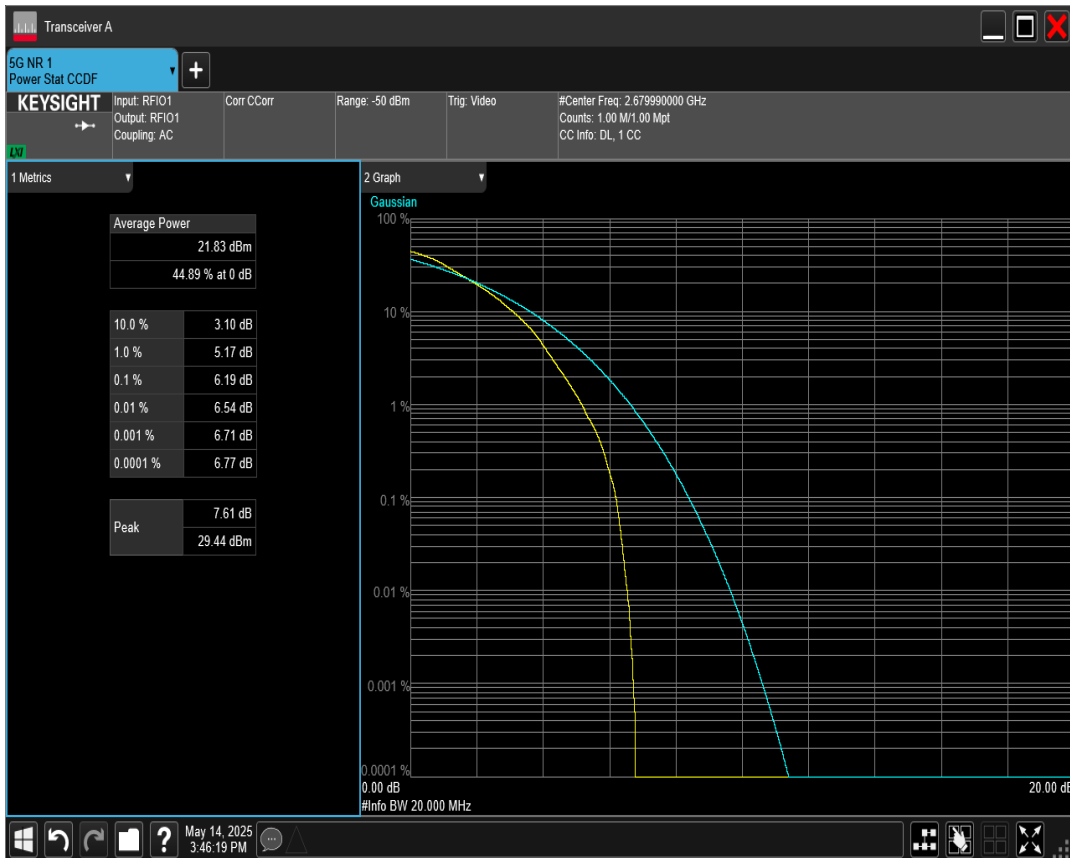 Transceiver A
5G NR 1
Power Stat CCDF
KEYSIGHT
LXI
Input: RFIO1
Output: RFIO1
Coupling: AC
Corr CCorr
Range: -50 dBm
Trig: Video
#Center Freq: 2.679990000 GHz
Counts: 1.00 M/1.00 Mpt
CC Info: DL, 1 CC
1 Metrics
Average Power
21.83 dBm
44.89 % at 0 dB
10.0 % 3.10 dB
1.0 % 5.17 dB
0.1 % 6.19 dB
0.01 % 6.54 dB
0.001 % 6.71 dB
0.0001 % 6.77 dB
Peak 7.61 dB
29.44 dBm
2 Graph
Gaussian
100 %
10 %
1 %
0.1 %
0.01 %
0.001 %
0.0001 %
0.00 dB 20.00 dB
#Info BW 20.000 MHz
?
May 14, 2025
3:46:19 PM